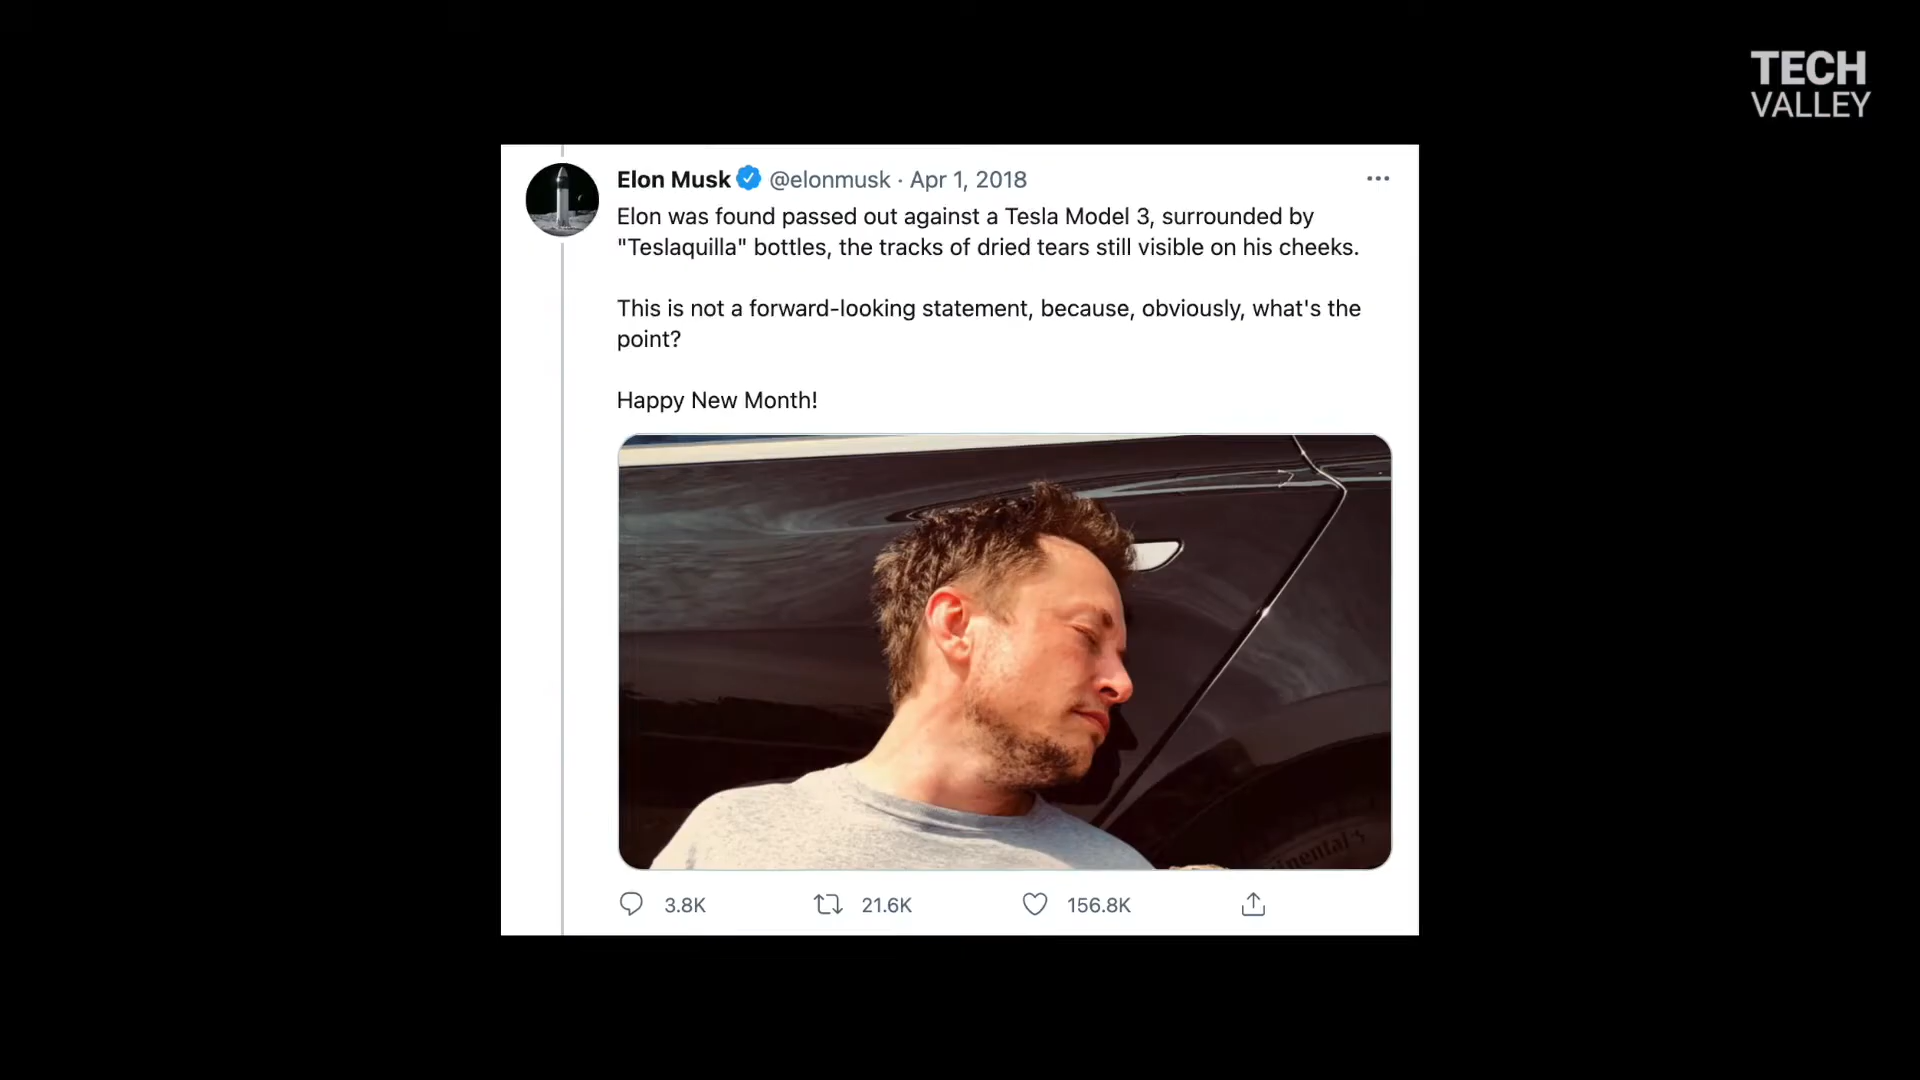 TECH
VALLEY
Elon Musk @elonmusk · Apr 1, 2018
Elon was found passed out against a Tesla Model 3, surrounded by
"Teslaquilla" bottles, the tracks of dried tears still visible on his cheeks.
This is not a forward-looking statement, because, obviously, what's the
point?
Happy New Month!
3.8K 21.6K 156.8K